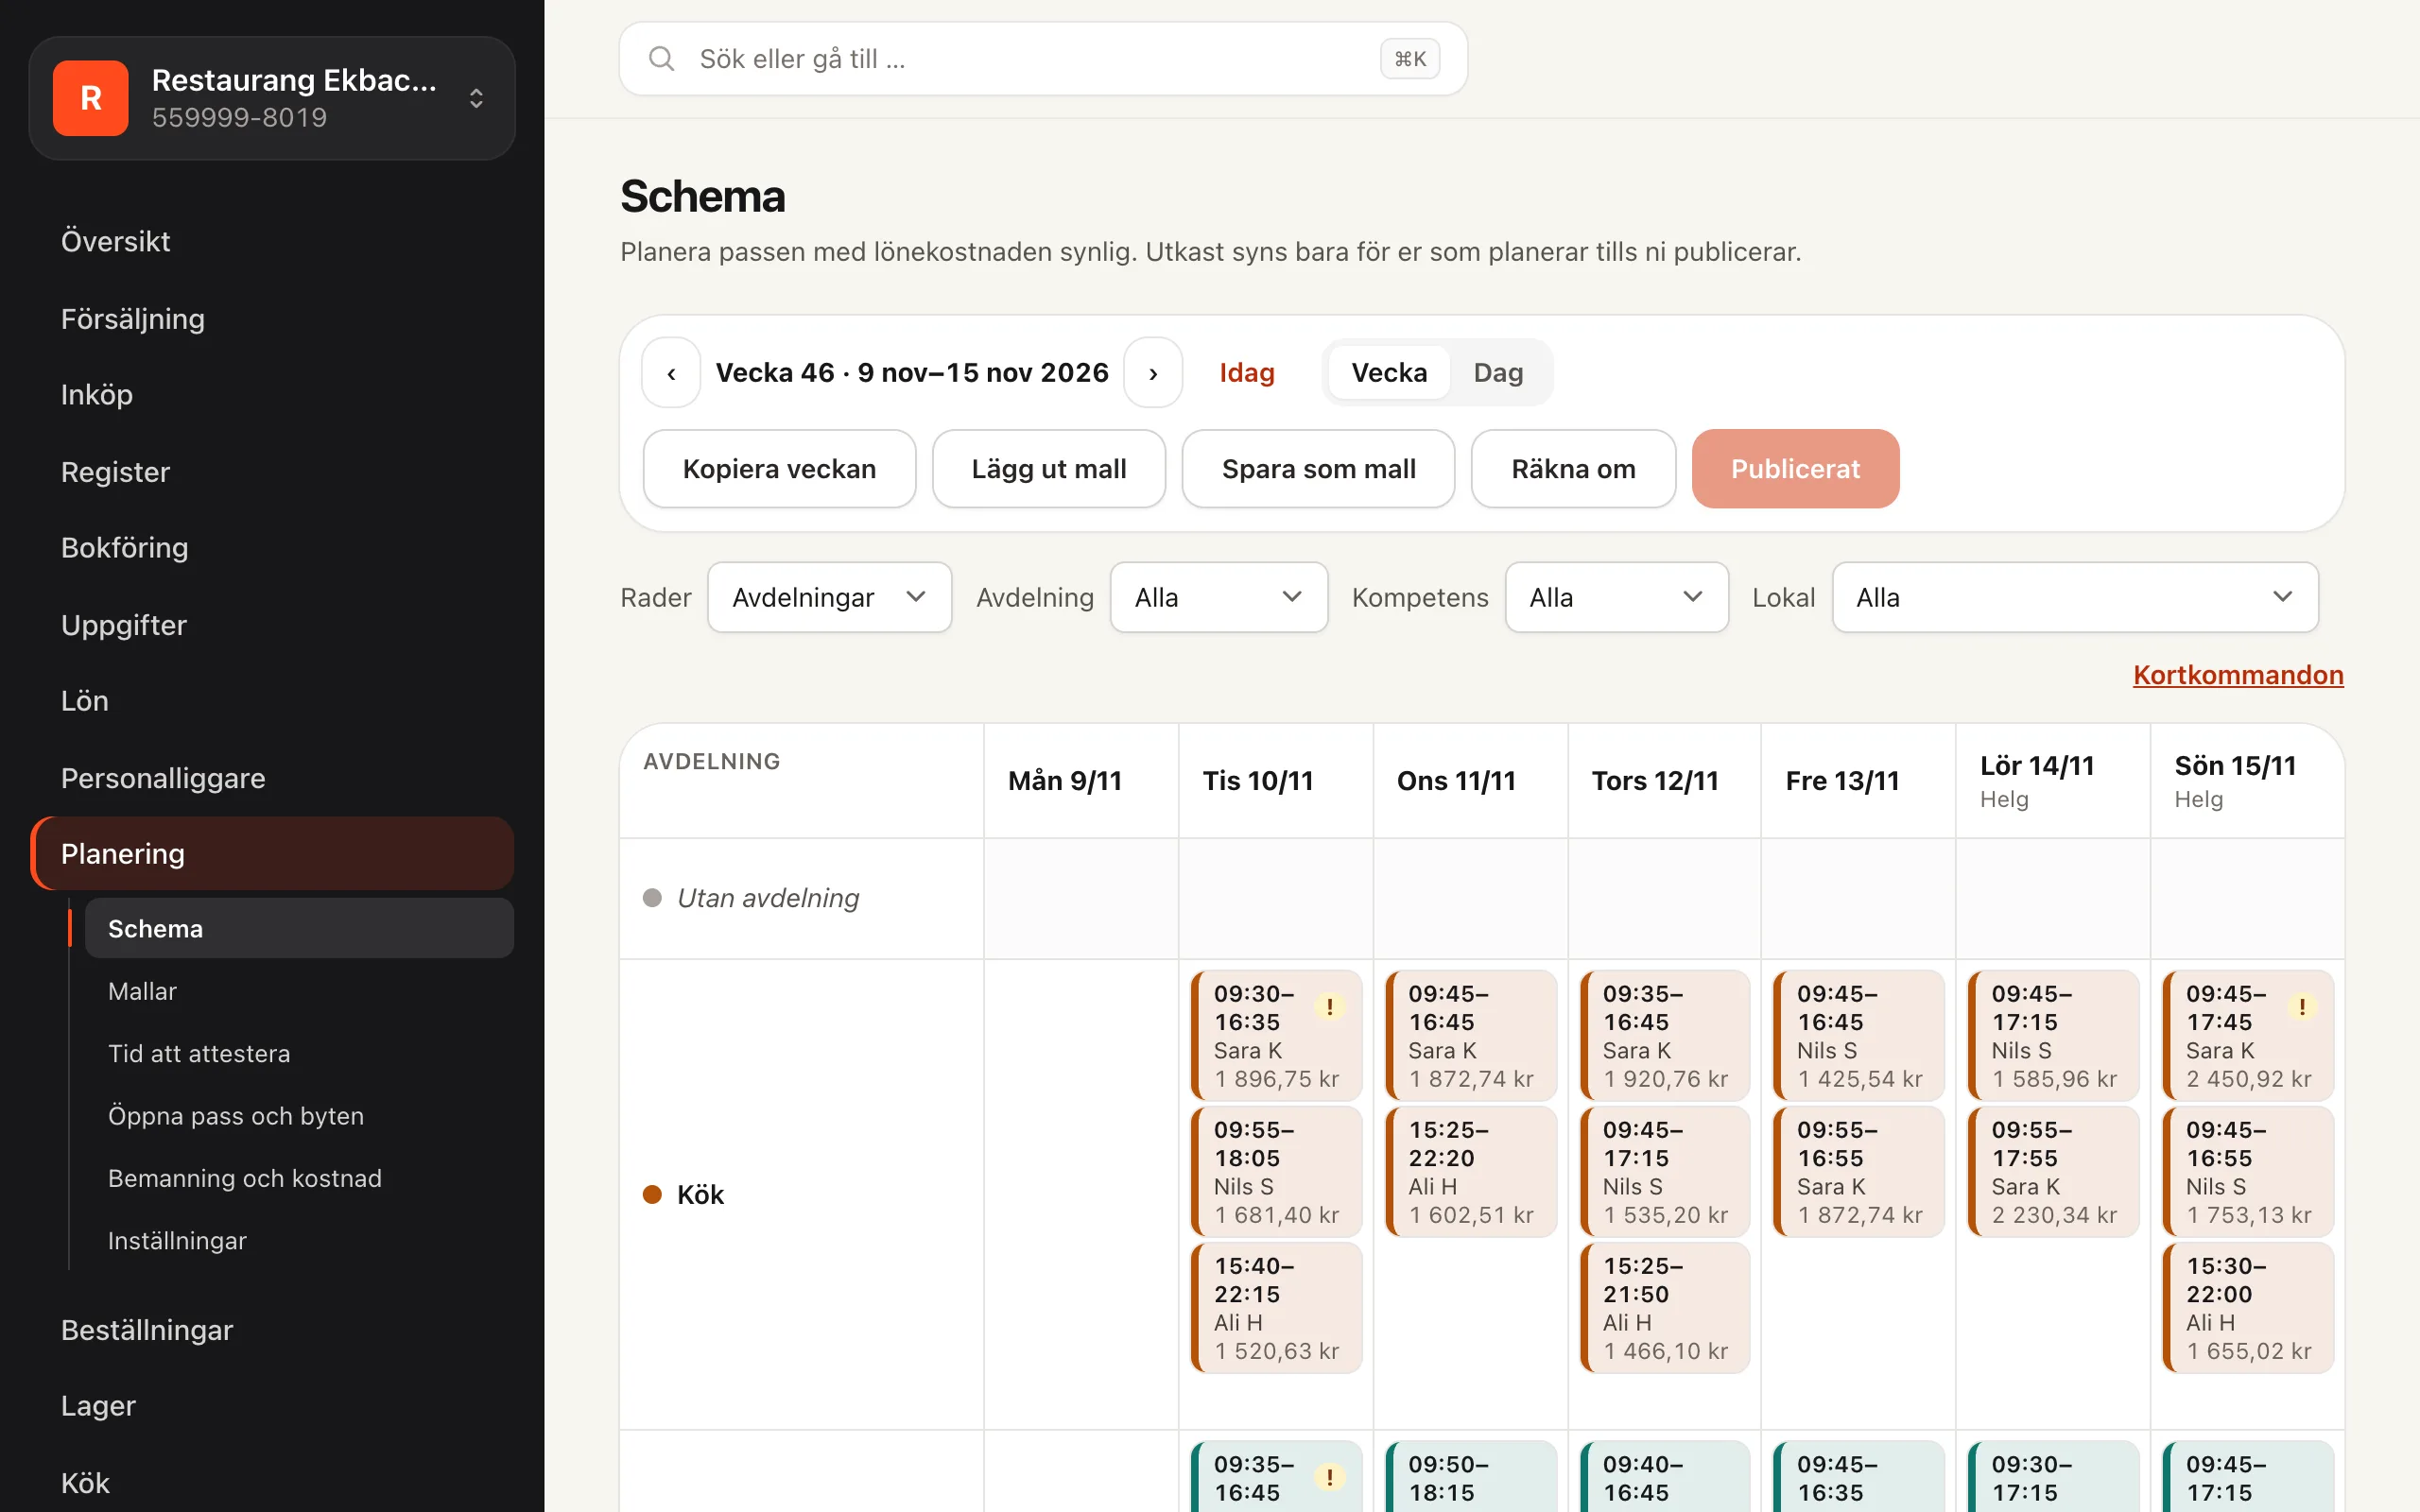 R
Restaurang Ekbac...
559999-8019
Översikt
Försäljning
Inköp
Register
Bokföring
Uppgifter
Lön
Personalliggare
Planering
Schema
Mallar
Tid att attestera
Öppna pass och byten
Bemanning och kostnad
Inställningar
Beställningar
Lager
Kök
Sök eller gå till ...
⌘K
Schema
Planera passen med lönekostnaden synlig. Utkast syns bara för er som planerar tills ni publicerar.
‹ Vecka 46 · 9 nov–15 nov 2026 › Idag Vecka Dag
Kopiera veckan Lägg ut mall Spara som mall Räkna om Publicerat
Rader Avdelningar Avdelning Alla Kompetens Alla Lokal Alla
Kortkommandon
AVDELNING Mån 9/11 Tis 10/11 Ons 11/11 Tors 12/11 Fre 13/11 Lör 14/11 Sön 15/11
Helg Helg
Utan avdelning
Kök
09:30– ! 09:45– 09:35– 09:45– 09:45– 09:45– !
16:35 16:45 16:45 16:45 17:15 17:45
Sara K Sara K Sara K Nils S Nils S Sara K
1 896,75 kr 1 872,74 kr 1 920,76 kr 1 425,54 kr 1 585,96 kr 2 450,92 kr
09:55– 15:25– 09:45– 09:55– 09:55– 09:45–
18:05 22:20 17:15 16:55 17:55 16:55
Nils S Ali H Nils S Sara K Sara K Nils S
1 681,40 kr 1 602,51 kr 1 535,20 kr 1 872,74 kr 2 230,34 kr 1 753,13 kr
15:40– 15:25– 15:30–
22:15 21:50 22:00
Ali H Ali H Ali H
1 520,63 kr 1 466,10 kr 1 655,02 kr
09:35– ! 09:50– 09:40– 09:45– 09:30– 09:45–
16:45 18:15 16:45 16:35 17:15 17:15